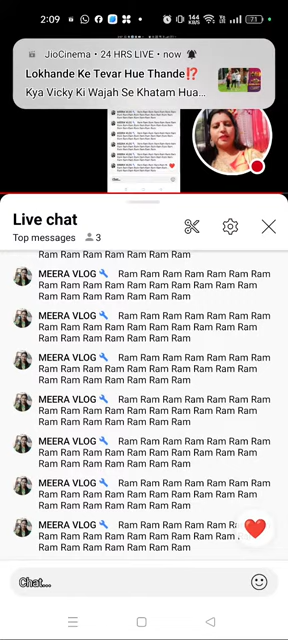 2:09
144 KB/S
71
JioCinema • 24 HRS LIVE • now
Lokhande Ke Tevar Hue Thande⁉
Kya Vicky Ki Wajah Se Khatam Hua...
Live chat
Top messages 3
Ram Ram Ram Ram Ram Ram Ram Ram
MEERA VLOG Ram Ram Ram Ram Ram Ram
Ram Ram Ram Ram Ram Ram Ram Ram
Ram Ram Ram Ram Ram Ram Ram Ram
MEERA VLOG Ram Ram Ram Ram Ram Ram
Ram Ram Ram Ram Ram Ram Ram Ram
Ram Ram Ram Ram Ram Ram Ram Ram
MEERA VLOG Ram Ram Ram Ram Ram Ram
Ram Ram Ram Ram Ram Ram Ram Ram
Ram Ram Ram Ram Ram Ram Ram Ram
MEERA VLOG Ram Ram Ram Ram Ram Ram
Ram Ram Ram Ram Ram Ram Ram Ram
Ram Ram Ram Ram Ram Ram Ram Ram
MEERA VLOG Ram Ram Ram Ram Ram Ram
Ram Ram Ram Ram Ram Ram Ram Ram
Ram Ram Ram Ram Ram Ram Ram Ram
MEERA VLOG Ram Ram Ram Ram Ram Ram
Ram Ram Ram Ram Ram Ram Ram Ram
Ram Ram Ram Ram Ram Ram Ram Ram
MEERA VLOG Ram Ram Ram Ram Ra
Ram Ram Ram Ram Ram Ram Ram
Ram Ram Ram Ram Ram Ram Ram Ram
Chat...